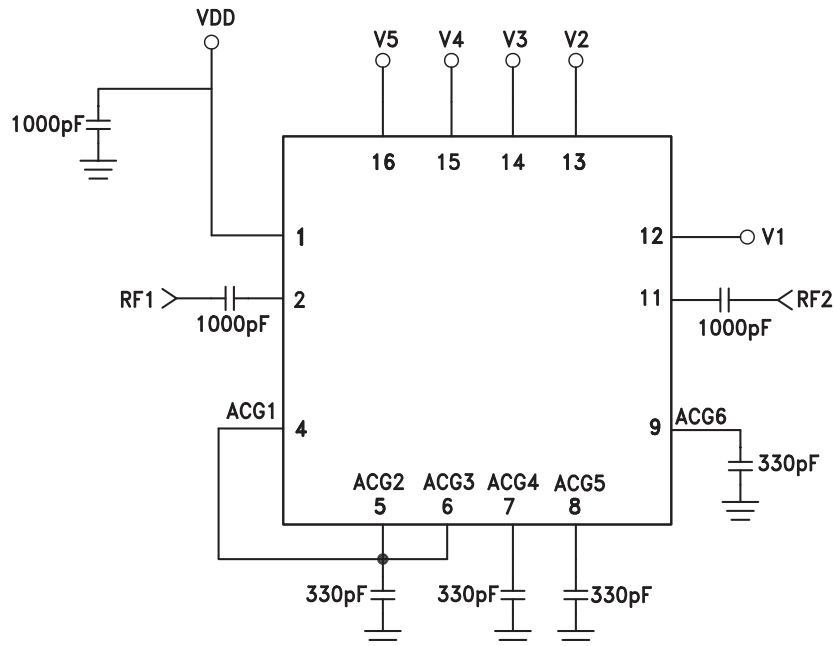 VDD
V5 V4 V3 V2
1000pF
16 15 14 13
1 12 V1
RF1 2 11 RF2
1000pF 1000pF
ACG1 ACG6
4 9
330pF
ACG2 ACG3 ACG4 ACG5
5 6 7 8
330pF 330pF 330pF